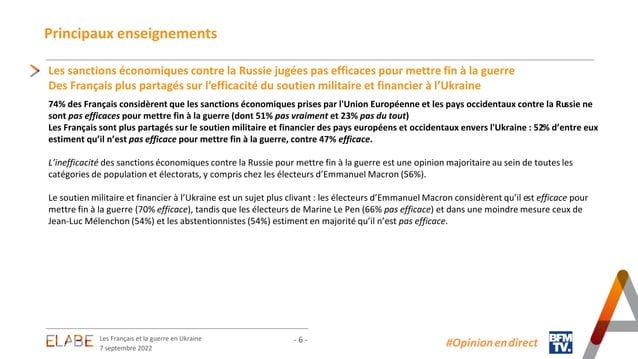 Principaux enseignements
Les sanctions économiques contre la Russie jugées pas efficaces pour mettre fin à la guerre
Des Français plus partagés sur l'efficacité du soutien militaire et financier à l'Ukraine
74% des Français considèrent que les sanctions économiques prises par l'Union Européenne et les pays occidentaux contre la Russie ne
sont pas efficaces pour mettre fin à la guerre (dont 51% pas vraiment et 23% pas du tout)
Les Français sont plus partagés sur le soutien militaire et financier des pays européens et occidentaux envers l'Ukraine : 52% d'entre eux
estiment qu'il n'est pas efficace pour mettre fin à la guerre, contre 47% efficace.
L'inefficacité des sanctions économiques contre la Russie pour mettre fin à la guerre est une opinion majoritaire au sein de toutes les
catégories de population et électorats, y compris chez les électeurs d'Emmanuel Macron (56%).
Le soutien militaire et financier à l'Ukraine est un sujet plus clivant : les électeurs d'Emmanuel Macron considèrent qu'il est efficace pour
mettre fin à la guerre (70% efficace), tandis que les électeurs de Marine Le Pen (66% pas efficace) et dans une moindre mesure ceux de
Jean-Luc Mélenchon (54%) et les abstentionnistes (54%) estiment en majorité qu'il n'est pas efficace.
ELABE
Les Français et la guerre en Ukraine
7 septembre 2022
- 6 -
#Opinion en direct
BFM
TV.